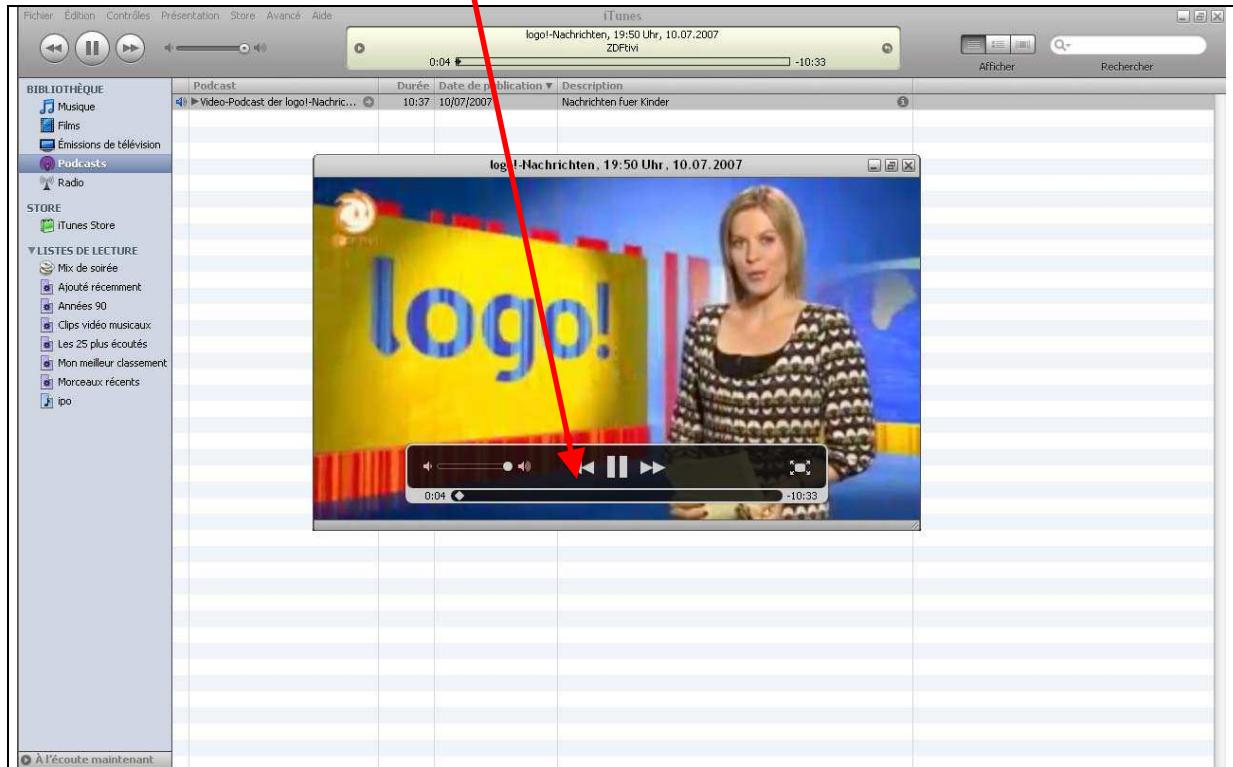 Fichier Édition Contrôles Présentation Store Avancé Aide
iTunes
logo!-Nachrichten, 19:50 Uhr, 10.07.2007
ZDFtivi
0:04 -10:33
Afficher
Rechercher
BIBLIOTHÈQUE
Musique
Films
Émissions de télévision
Podcasts
Radio
STORE
iTunes Store
LISTES DE LECTURE
Mix de soirée
Ajouté récemment
Années 90
Clips vidéo musicaux
Les 25 plus écoutés
Mon meilleur classement
Morceaux récents
ipo
À l'écoute maintenant
Podcast Durée Date de publication Description
Video-Podcast der logo!-Nachric... 10:37 10/07/2007 Nachrichten fuer Kinder
logo!-Nachrichten, 19:50 Uhr, 10.07.2007
logo!
0:04 -10:33